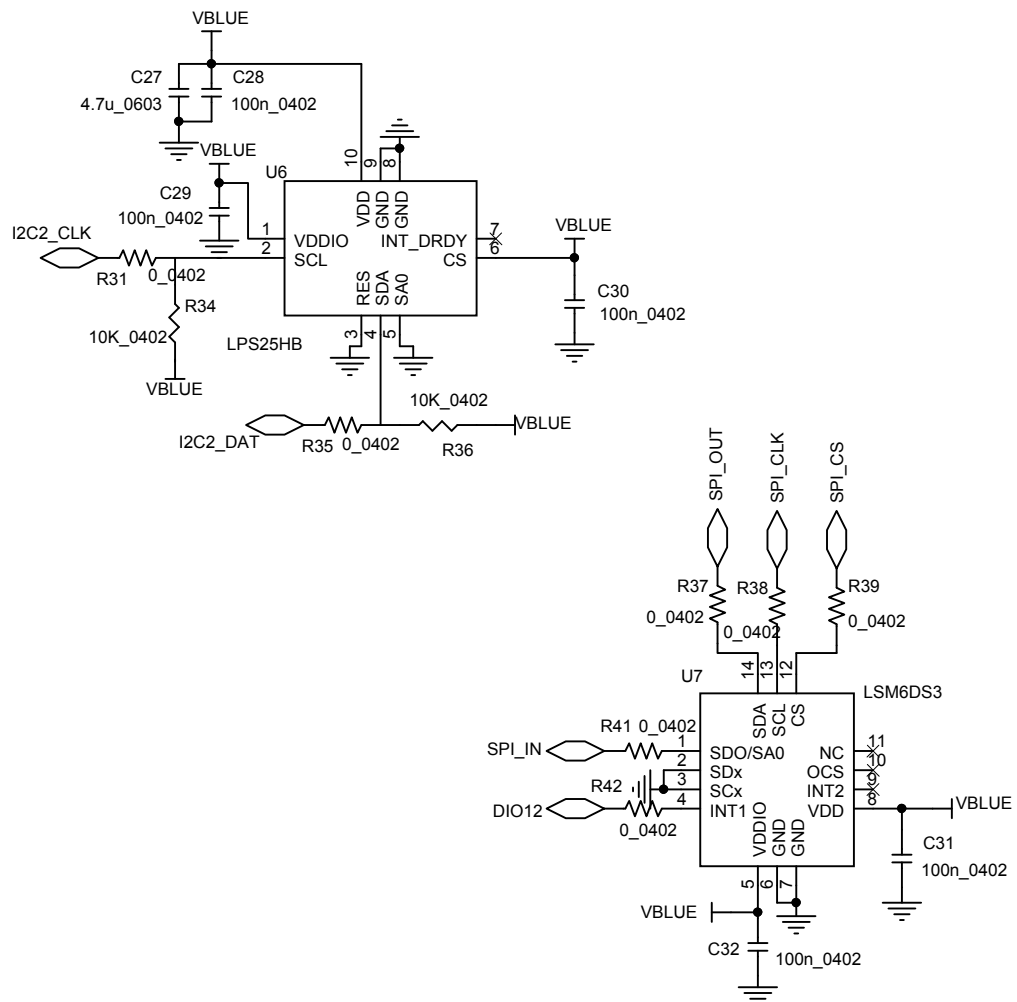 VBLUE
C27
4.7u_0603
C28
100n_0402
VBLUE
C29
100n_0402
U6
10
9
8
VDD
GND
GND
1
VDDIO
2
SCL
INT_DRDY
7
CS
6
RES
SDA
SA0
3
4
5
LPS25HB
I2C2_CLK
R31
0_0402
R34
10K_0402
VBLUE
VBLUE
C30
100n_0402
I2C2_DAT
R35
0_0402
10K_0402
R36
VBLUE
SPI_OUT
SPI_CLK
SPI_CS
R37
0_0402
R38
0_0402
R39
0_0402
U7
14
13
12
LSM6DS3
SDA
SCL
CS
SPI_IN
R41 0_0402
1
SDO/SA0
2
SDx
3
SCx
4
INT1
R42
DIO12
0_0402
NC
11
OCS
10
INT2
9
VDD
8
VBLUE
C31
100n_0402
VDDIO
GND
GND
5
6
7
VBLUE
C32
100n_0402